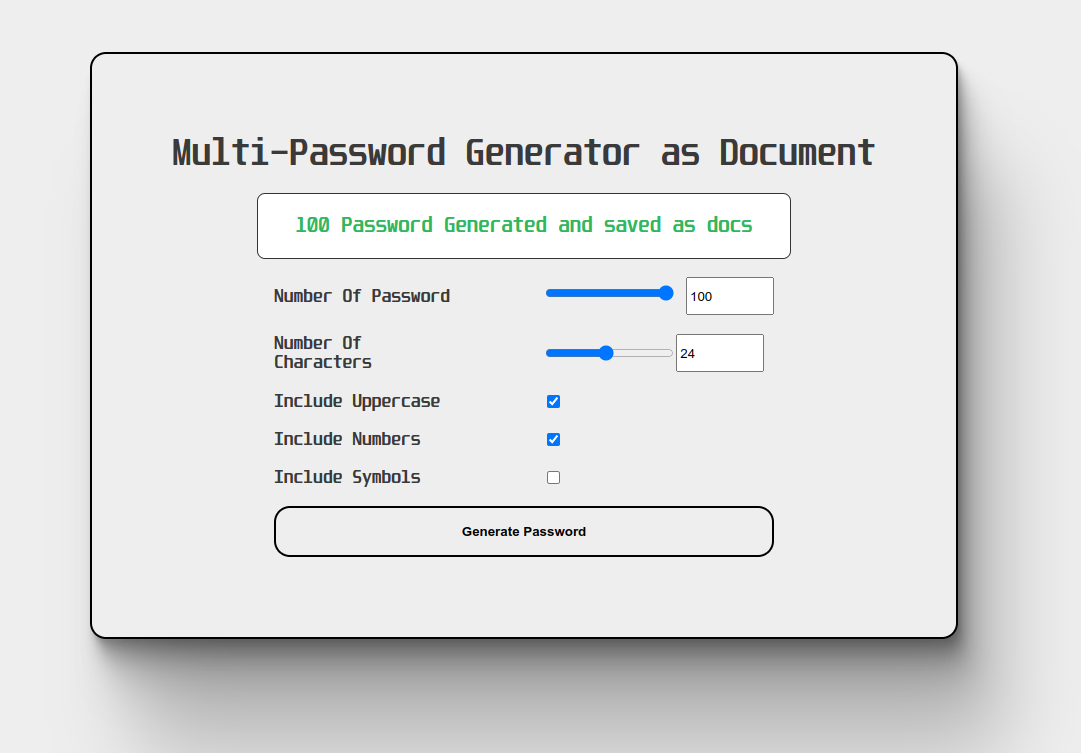 Multi-Password Generator as Document
100 Password Generated and saved as docs
Number Of Password
100
Number Of
Characters
24
Include Uppercase
Include Numbers
Include Symbols
Generate Password